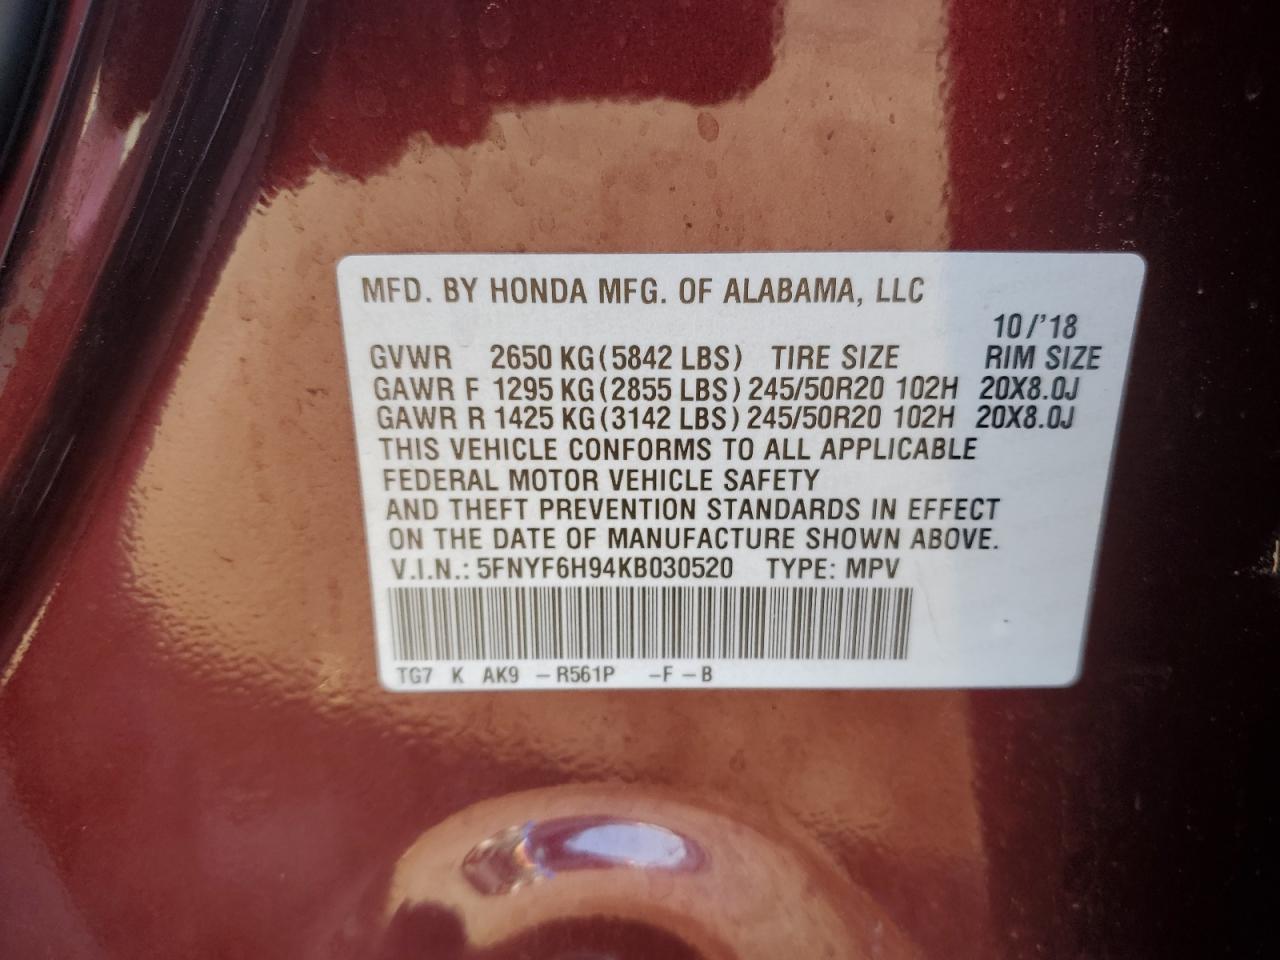 MFD. BY HONDA MFG. OF ALABAMA, LLC
10/'18
GVWR 2650 KG(5842 LBS) TIRE SIZE RIM SIZE
GAWR F 1295 KG(2855 LBS) 245/50R20 102H 20X8.0J
GAWR R 1425 KG(3142 LBS) 245/50R20 102H 20X8.0J
THIS VEHICLE CONFORMS TO ALL APPLICABLE
FEDERAL MOTOR VEHICLE SAFETY
AND THEFT PREVENTION STANDARDS IN EFFECT
ON THE DATE OF MANUFACTURE SHOWN ABOVE.
V.I.N.: 5FNYF6H94KB030520 TYPE: MPV
TG7 K AK9 –R561P –F–B